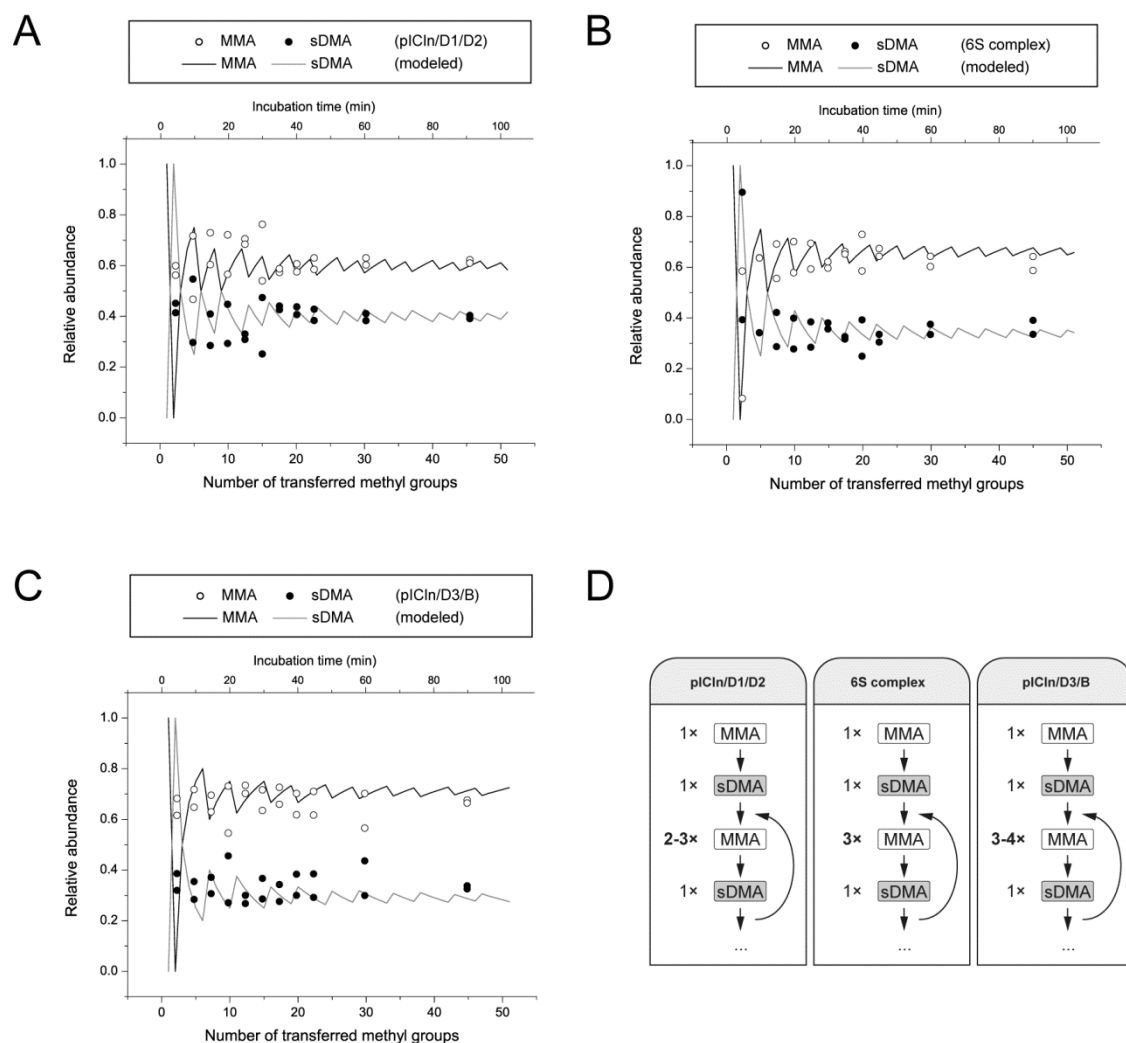 A
○ MMA ● sDMA (pICln/D1/D2)
MMA sDMA (modeled)
Incubation time (min)
0 20 40 60 80 100
Relative abundance
1.0
0.8
0.6
0.4
0.2
0.0
0 10 20 30 40 50
Number of transferred methyl groups
B
○ MMA ● sDMA (6S complex)
MMA sDMA (modeled)
Incubation time (min)
0 20 40 60 80 100
Relative abundance
1.0
0.8
0.6
0.4
0.2
0.0
0 10 20 30 40 50
Number of transferred methyl groups
C
○ MMA ● sDMA (pICln/D3/B)
MMA sDMA (modeled)
Incubation time (min)
0 20 40 60 80 100
Relative abundance
1.0
0.8
0.6
0.4
0.2
0.0
0 10 20 30 40 50
Number of transferred methyl groups
D
pICln/D1/D2
1× MMA
1× sDMA
2-3× MMA
1× sDMA
...
6S complex
1× MMA
1× sDMA
3× MMA
1× sDMA
...
pICln/D3/B
1× MMA
1× sDMA
3-4× MMA
1× sDMA
...